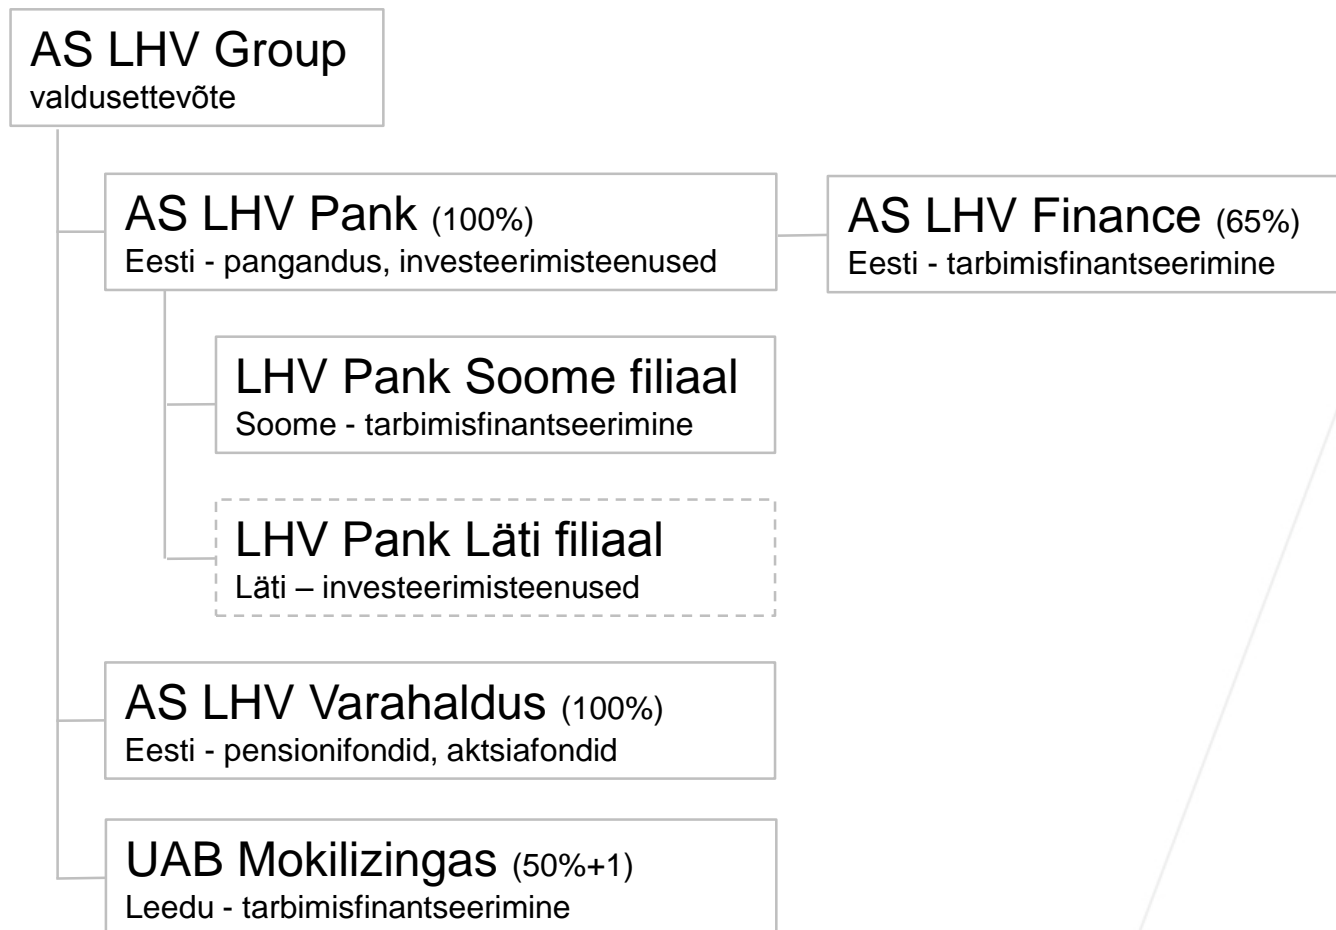 AS LHV Group
valdusettevõte
AS LHV Pank (100%)
Eesti - pangandus, investeerimisteenused
AS LHV Finance (65%)
Eesti - tarbimisfinantseerimine
LHV Pank Soome filiaal
Soome - tarbimisfinantseerimine
LHV Pank Läti filiaal
Läti – investeerimisteenused
AS LHV Varahaldus (100%)
Eesti - pensionifondid, aktsiafondid
UAB Mokilizingas (50%+1)
Leedu - tarbimisfinantseerimine